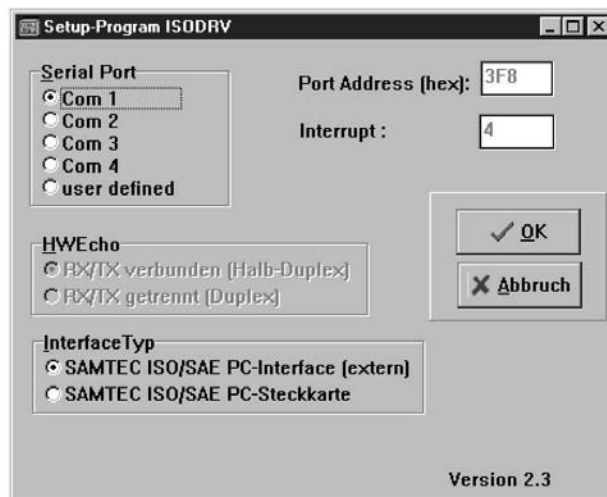 Setup-Program ISODRV
Serial Port
Com 1
Com 2
Com 3
Com 4
user defined
Port Address (hex): 3F8
Interrupt : 4
HWEcho
RX/TX verbunden (Halb-Duplex)
RX/TX getrennt (Duplex)
OK
Abbruch
InterfaceTyp
SAMTEC ISO/SAE PC-Interface (extern)
SAMTEC ISO/SAE PC-Steckkarte
Version 2.3